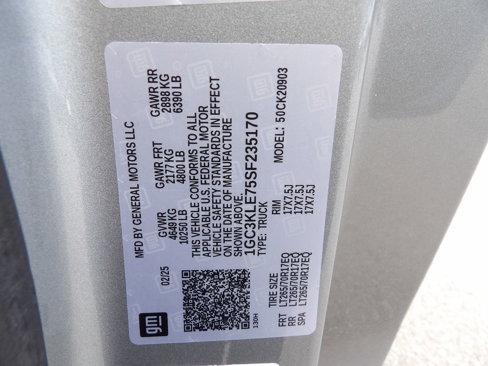 MFD BY GENERAL MOTORS LLC
02/25
GVWR
4649 KG
10250 LB
GAWR FRT
2177 KG
4800 LB
GAWR RR
2898 KG
6390 LB
THIS VEHICLE CONFORMS TO ALL
APPLICABLE U.S. FEDERAL MOTOR
VEHICLE SAFETY STANDARDS IN EFFECT
ON THE DATE OF MANUFACTURE
SHOWN ABOVE.
1GC3KLE75SF235170
TYPE: TRUCK
MODEL: 50CK20903
gm
130H
TIRE SIZE
RIM
FRT LT265/70R17EQ 17X7.5J
RR LT265/70R17EQ 17X7.5J
SPA LT265/70R17EQ 17X7.5J